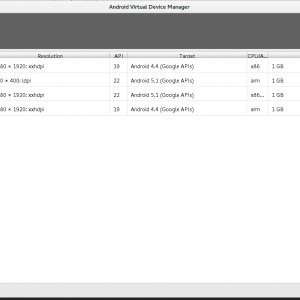 Android Virtual Device Manager
Resolution API Target CPU/A...
80 × 1920: xxhdpi 19 Android 4.4 (Google APIs) x86 1 GB
0 × 400: ldpi 22 Android 5.1 (Google APIs) arm 1 GB
80 × 1920: xxhdpi 22 Android 5.1 (Google APIs) x86... 1 GB
80 × 1920: xxhdpi 19 Android 4.4 (Google APIs) arm 1 GB